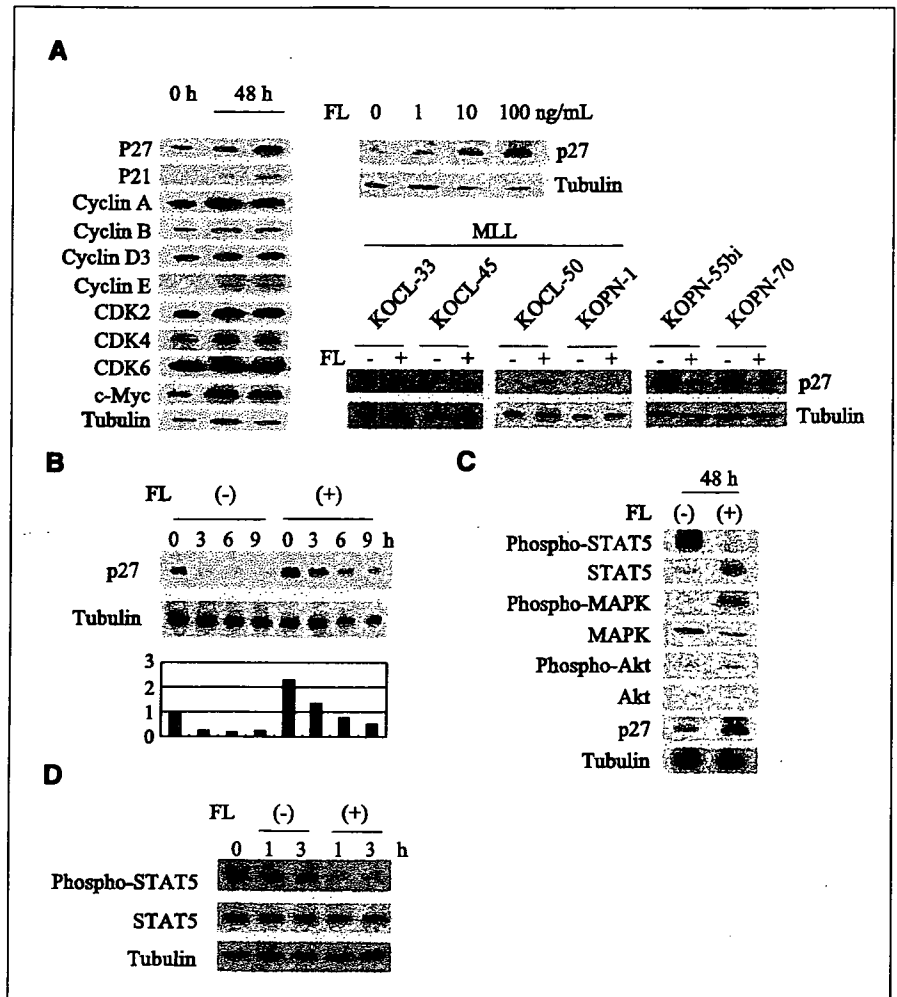 A
0 h 48 h
P27
P21
Cyclin A
Cyclin B
Cyclin D3
Cyclin E
CDK2
CDK4
CDK6
c-Myc
Tubulin
FL 0 1 10 100 ng/mL
p27
Tubulin
MLL
KOCL-33 KOCL-45 KOCL-50 KOPN-1 KOPN-55bi KOPN-70
FL - + - + - + - + - + - +
p27
Tubulin
B
FL (-) (+)
0 3 6 9 0 3 6 9 h
p27
Tubulin
3
2
1
0
C
48 h
FL (-) (+)
Phospho-STAT5
STAT5
Phospho-MAPK
MAPK
Phospho-Akt
Akt
p27
Tubulin
D
FL (-) (+)
0 1 3 1 3 h
Phospho-STAT5
STAT5
Tubulin